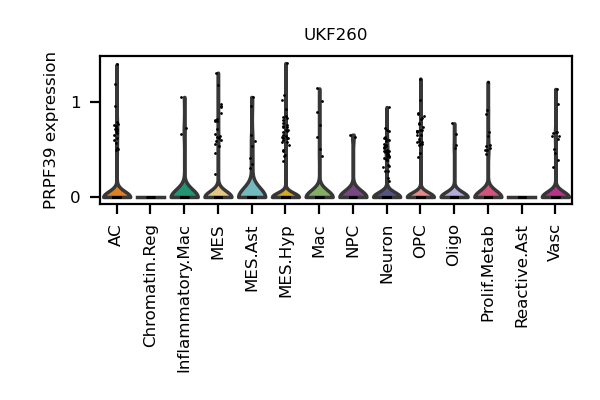 UKF260
PRPF39 expression
1
0
AC
Chromatin.Reg
Inflammatory.Mac
MES
MES.Ast
MES.Hyp
Mac
NPC
Neuron
OPC
Oligo
Prolif.Metab
Reactive.Ast
Vasc